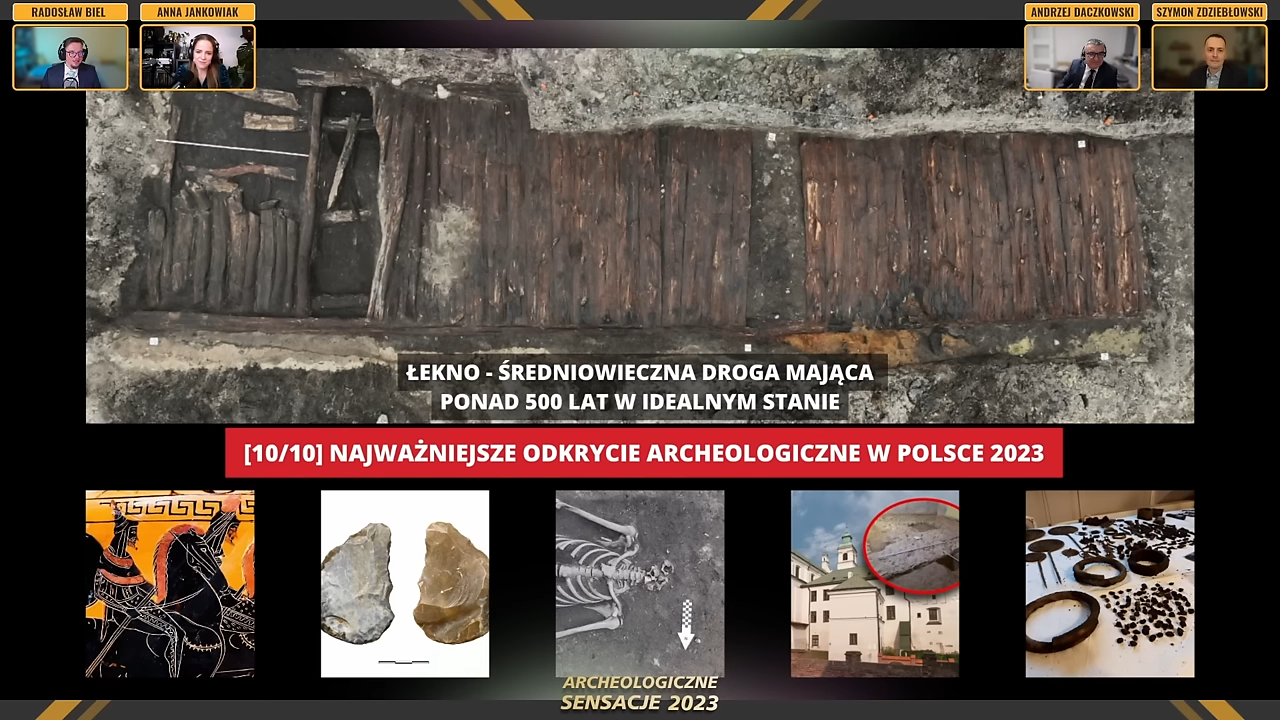 RADOSŁAW BIEL
ANNA JANKOWIAK
ANDRZEJ DACZKOWSKI
SZYMON ZDZIEBŁOWSKI
ŁEKNO - ŚREDNIOWIECZNA DROGA MAJĄCA
PONAD 500 LAT W IDEALNYM STANIE
[10/10] NAJWAŻNIEJSZE ODKRYCIE ARCHEOLOGICZNE W POLSCE 2023
ARCHEOLOGICZNE
SENSACJE 2023